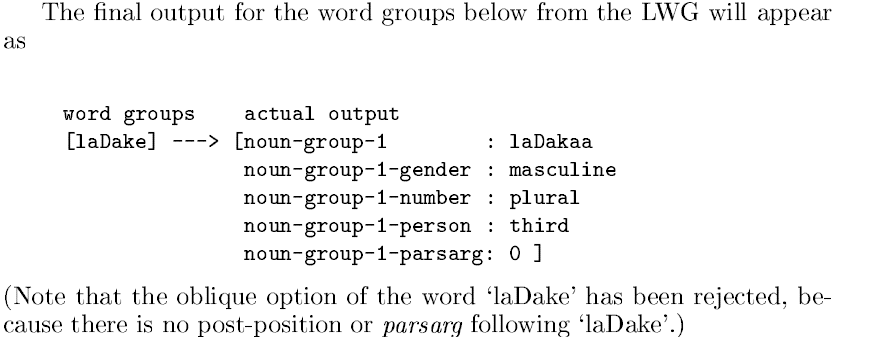 The final output for the word groups below from the LWG will appear
as
word groups    actual output
[laDake] ---> [noun-group-1        : laDakaa
noun-group-1-gender : masculine
noun-group-1-number : plural
noun-group-1-person : third
noun-group-1-parsarg: 0 ]
(Note that the oblique option of the word ‘laDake’ has been rejected, be-
cause there is no post-position or parsarg following ‘laDake’.)